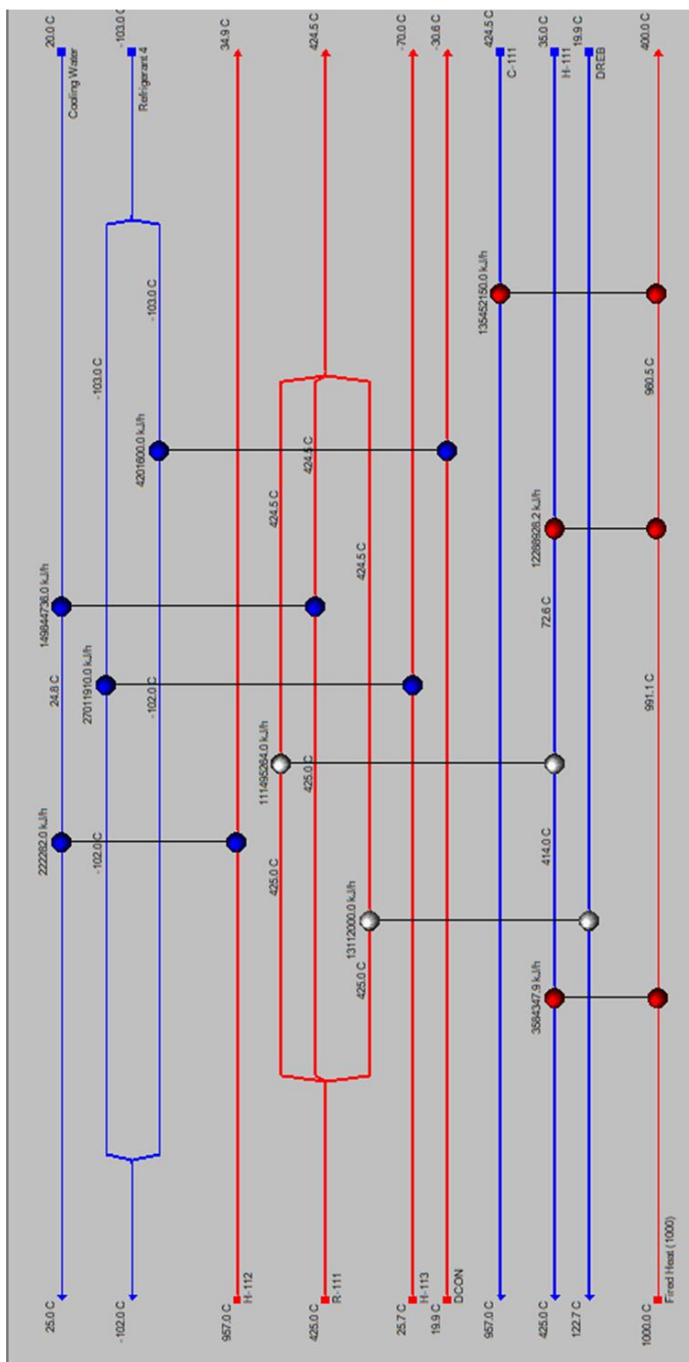 25.0 C
222282.0 kJ/h
24.8 C
149844736.0 kJ/h
20.0 C
Cooling Water
-102.0 C
-102.0 C
27011910.0 kJ/h
-103.0 C
-103.0 C
Refrigerant 4
-102.0 C
4201600.0 kJ/h
-103.0 C
957.0 C
34.9 C
H-112
425.0 C
111495264.0 kJ/h
424.5 C
425.0 C
425.0 C
424.5 C
424.5 C
R-111
425.0 C
13112000.0 kJ/h
424.5 C
25.7 C
-70.0 C
H-113
19.9 C
-30.6 C
DCON
957.0 C
135452150.0 kJ/h
424.5 C
C-111
425.0 C
3584347.9 kJ/h
414.0 C
72.6 C
12288928.2 kJ/h
35.0 C
H-111
122.7 C
19.9 C
DREB
1000.0 C
991.1 C
960.5 C
400.0 C
Fired Heat (1000)